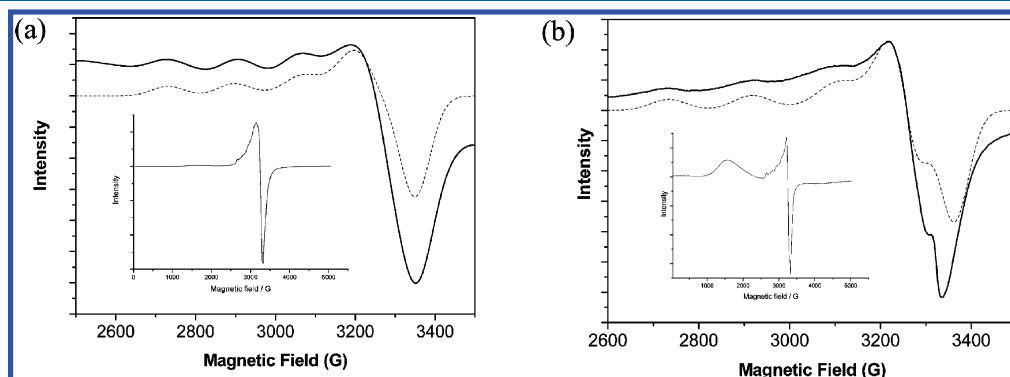 (a)
Intensity
2600 2800 3000 3200 3400
Magnetic Field (G)
Intensity
0 1000 2000 3000 4000 5000
Magnetic field / G
(b)
Intensity
2600 2800 3000 3200 3400
Magnetic Field (G)
Intensity
1000 2000 3000 4000 5000
Magnetic field / G